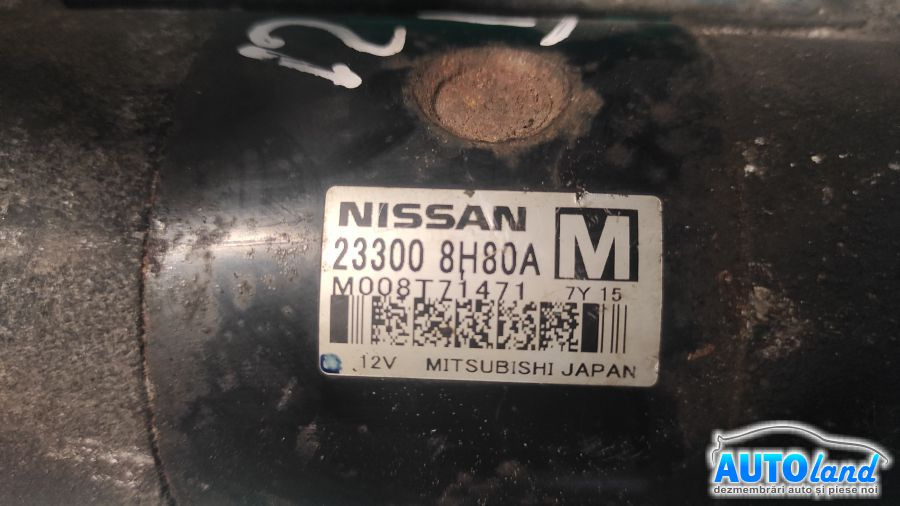 NISSAN M
23300 8H80A
M008T71471 7Y 15
12V MITSUBISHI JAPAN
AUTOland
dezmembrări auto și piese noi